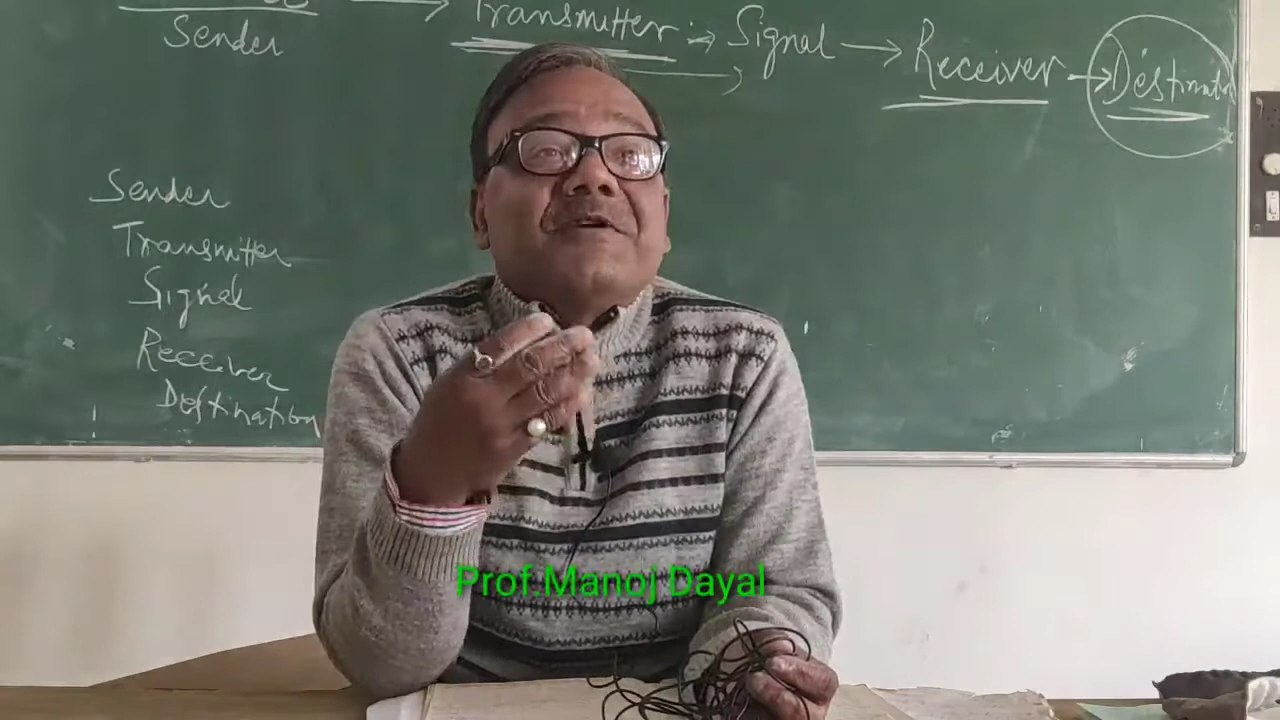 Transmitter → Signal → Receiver → Destination
Sender
Sender
Transmitter
Signal
Receiver
Destination
Prof.Manoj Dayal